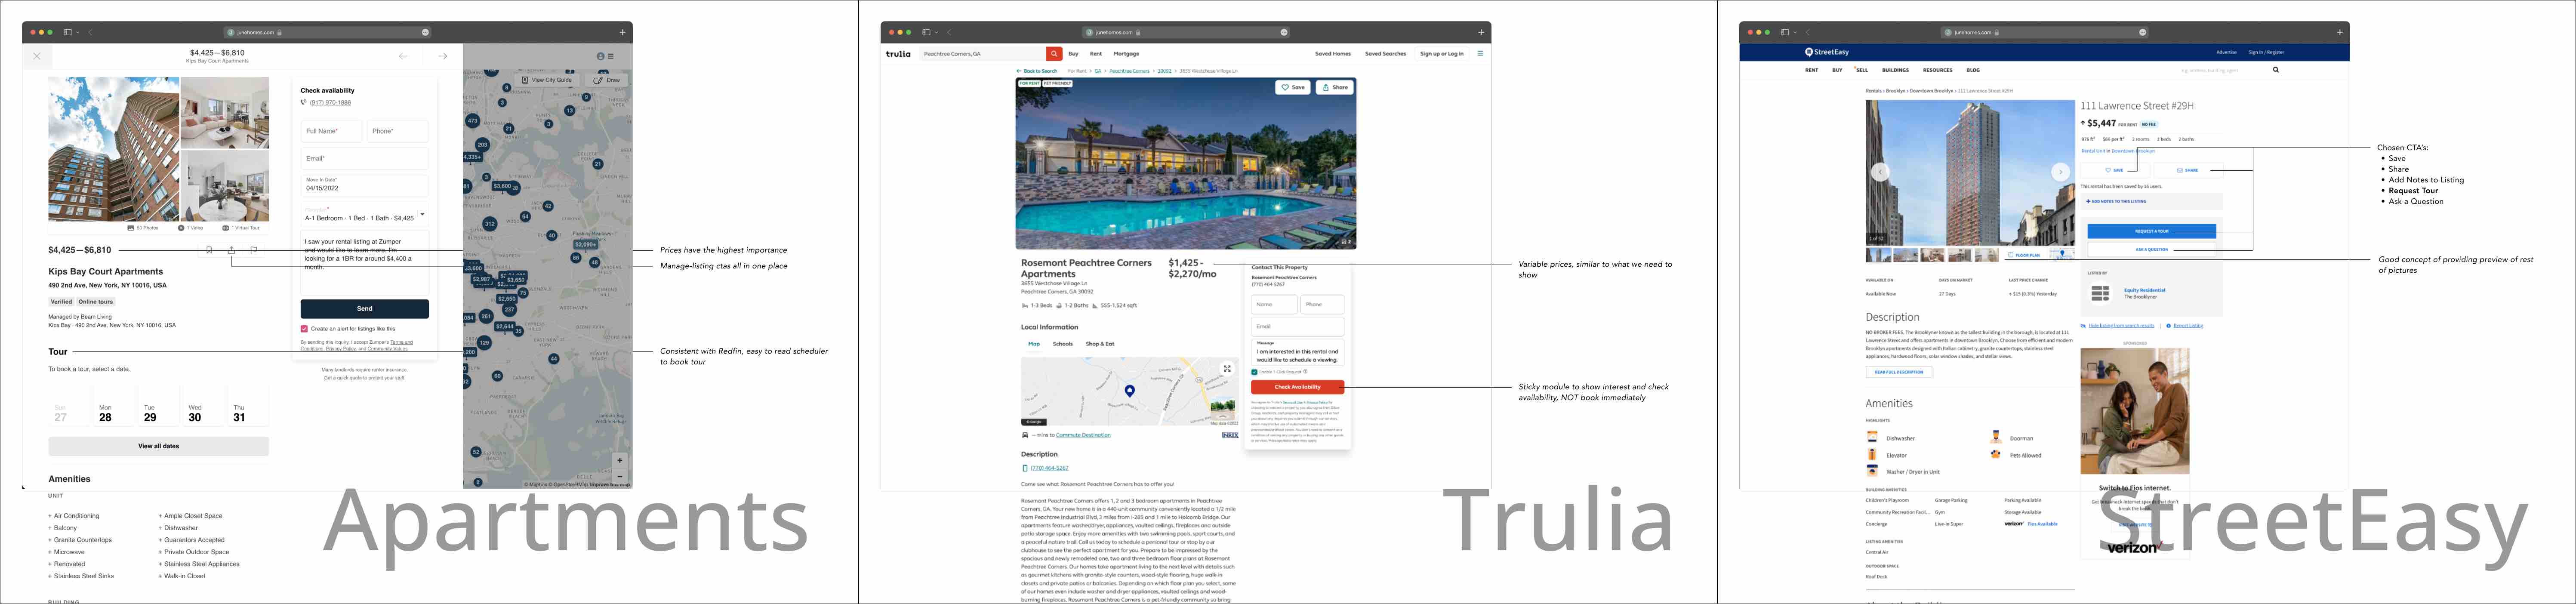 junehomes.com
$4,425—$6,810
Kips Bay Court Apartments
View City Guide
Draw
Check availability
(917) 970-1886
Full Name*
Phone*
Email*
Move-In Date*
04/15/2022
A-1 Bedroom · 1 Bed · 1 Bath · $4,425
I saw your rental listing at Zumper
and would like to learn more. I'm
looking for a 1BR for around $4,400 a
month.
Send
Create an alert for listings like this
By sending this inquiry, I accept Zumper's Terms and
Conditions, Privacy Policy, and Community Values.
Many landlords require renter insurance.
Get a quick guide to protect your stuff.
50 Photos
1 Virtual Tour
$4,425—$6,810
Kips Bay Court Apartments
490 2nd Ave, New York, NY 10016, USA
Verified
Online tours
Managed by Beam Living
Kips Bay · 490 2nd Ave, New York, NY 10016, USA
Tour
To book a tour, select a date.
Sun Mon Tue Wed Thu
27 28 29 30 31
View all dates
Amenities
UNIT
+ Air Conditioning
+ Balcony
+ Granite Countertops
+ Microwave
+ Renovated
+ Stainless Steel Sinks
+ Ample Closet Space
+ Dishwasher
+ Guarantors Accepted
+ Private Outdoor Space
+ Stainless Steel Appliances
+ Walk-in Closet
BUILDING
473
203
312
Prices have the highest importance
Manage-listing ctas all in one place
Consistent with Redfin, easy to read scheduler
to book tour
Apartments
junehomes.com
trulia
Peachtree Corners, GA
Buy
Rent
Mortgage
Saved Homes
Saved Searches
Sign up or Log in
Back to Search
For Rent > GA > Peachtree Corners > 30092 > 3655 Westchase Village Ln
FOR RENT
PET FRIENDLY
Save
Share
Rosemont Peachtree Corners
Apartments
$1,425 -
$2,270/mo
3655 Westchase Village Ln
Peachtree Corners, GA 30092
1-3 Beds
1-2 Baths
555-1,524 sqft
Local Information
Map
Schools
Shop & Eat
-- mins to Commute Destination
INRIX
Description
(770) 464-5267
Come see what Rosemont Peachtree Corners has to offer you!
Rosemont Peachtree Corners offers 1, 2 and 3 bedroom apartments in Peachtree
Corners, GA. Your new home is in a 440-unit community conveniently located a 1/2 mile
from Peachtree Industrial Blvd, 3 miles from I-285 and 1 mile to Holcomb Bridge. Our
apartments feature washer/dryer, appliances, vaulted ceilings, fireplaces and outside
patio storage space. Enjoy more amenities with two swimming pools, sport courts, and
a peaceful nature trail. Call us today to schedule a personal tour or stop-by our
clubhouse to see the perfect apartment for you. Prepare to be impressed by the
spacious and newly remodeled one, two and three bedroom floor plans at Rosemont
Peachtree Corners. Our homes take apartment living to the next level with details such
as gourmet kitchens with granite-style counters, wood-style flooring, huge walk-in
closets and private patios or balconies. Depending on which floor plan you select, some
of our homes even include washer and dryer appliances, vaulted ceilings and wood-
burning fireplaces. Rosemont Peachtree Corners is a pet-friendly community so bring
Contact This Property
Rosemont Peachtree Corners
(770) 464-5267
Name
Phone
Email
Message
I am interested in this rental and
would like to schedule a viewing.
Check Availability
Variable prices, similar to what we need to
show
Sticky module to show interest and check
availability, NOT book immediately
Trulia
junehomes.com
StreetEasy
Advertise
Sign In / Register
RENT
BUY
SELL
BUILDINGS
RESOURCES
BLOG
Rentals > Brooklyn > Downtown Brooklyn > 111 Lawrence Street #29H
111 Lawrence Street #29H
$5,447
FOR RENT
NO FEE
2 rooms
2 beds
2 baths
Rental Unit in Downtown Brooklyn
SAVE
SHARE
ADD NOTES TO THIS LISTING
REQUEST A TOUR
ASK A QUESTION
LISTED BY
Equity Residential
The Brooklyner
Hide listing from search results
Report Listing
FLOOR PLAN
AVAILABLE ON
Available Now
DAYS ON MARKET
27 Days
LAST PRICE CHANGE
Description
NO BROKER FEES. The Brooklyner known as the tallest building in the borough, is located at 111
Lawrence Street and offers apartments in downtown Brooklyn. Choose from efficient and modern
Brooklyn apartments designed with Italian cabinetry, granite countertops, stainless steel
appliances, hardwood floors, solar window shades, and stellar views.
READ FULL DESCRIPTION
Amenities
HIGHLIGHTS
Dishwasher
Elevator
Washer / Dryer in Unit
Doorman
Pets Allowed
BUILDING AMENITIES
Children's Playroom
Community Recreation Facil...
Concierge
Garage Parking
Gym
Live-in Super
Parking Available
Storage Available
verizon Fios Available
LISTING AMENITIES
Central Air
OUTDOOR SPACE
Roof Deck
SPONSORED
Switch to Fios internet.
verizon
Chosen CTA's:
• Save
• Share
• Add Notes to Listing
• Request Tour
• Ask a Question
Good concept of providing preview of rest
of pictures
StreetEasy